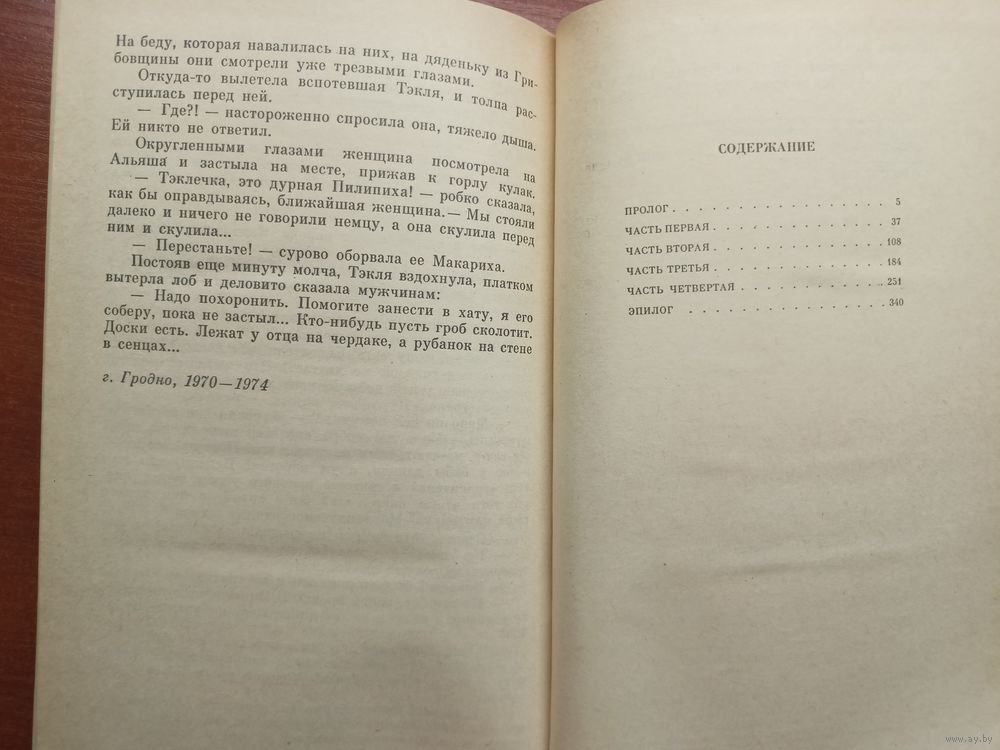 На беду, которая навалилась на них, на дяденьку из Гри-
бовщины они смотрели уже трезвыми глазами.
Откуда-то вылетела вспотевшая Тэкля, и толпа рас-
ступилась перед ней.
— Где?! — настороженно спросила она, тяжело дыша.
Ей никто не ответил.
Округленными глазами женщина посмотрела на
Альяша и застыла на месте, прижав к горлу кулак.
— Тэклечка, это дурная Пилипиха! — робко сказала,
как бы оправдываясь, ближайшая женщина.— Мы стояли
далеко и ничего не говорили немцу, а она скулила перед
ним и скулила...
— Перестаньте! — сурово оборвала ее Макариха.
Постояв еще минуту молча, Тэкля вздохнула, платком
вытерла лоб и деловито сказала мужчинам:
— Надо похоронить. Помогите занести в хату, я его
соберу, пока не застыл... Кто-нибудь пусть гроб сколотит.
Доски есть. Лежат у отца на чердаке, а рубанок на стене
в сенцах...
г. Гродно, 1970—1974
СОДЕРЖАНИЕ
ПРОЛОГ . . . . . . . . . . . . . 5
ЧАСТЬ ПЕРВАЯ . . . . . . . . . . . 37
ЧАСТЬ ВТОРАЯ . . . . . . . . . . . 108
ЧАСТЬ ТРЕТЬЯ . . . . . . . . . . . 184
ЧАСТЬ ЧЕТВЕРТАЯ . . . . . . . . . . 251
ЭПИЛОГ . . . . . . . . . . . . . 340
www.ay.by